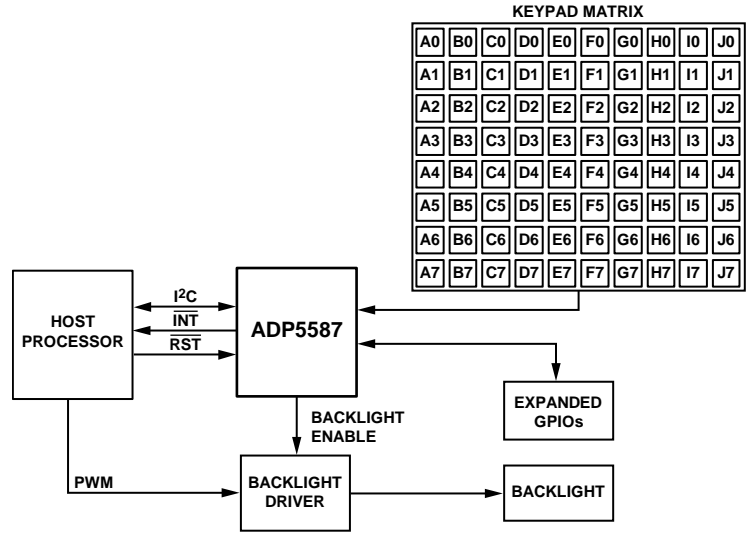 KEYPAD MATRIX
A0 B0 C0 D0 E0 F0 G0 H0 I0 J0
A1 B1 C1 D1 E1 F1 G1 H1 I1 J1
A2 B2 C2 D2 E2 F2 G2 H2 I2 J2
A3 B3 C3 D3 E3 F3 G3 H3 I3 J3
A4 B4 C4 D4 E4 F4 G4 H4 I4 J4
A5 B5 C5 D5 E5 F5 G5 H5 I5 J5
A6 B6 C6 D6 E6 F6 G6 H6 I6 J6
A7 B7 C7 D7 E7 F7 G7 H7 I7 J7
HOST
PROCESSOR
I²C
INT
RST
ADP5587
BACKLIGHT
ENABLE
EXPANDED
GPIOs
PWM
BACKLIGHT
DRIVER
BACKLIGHT